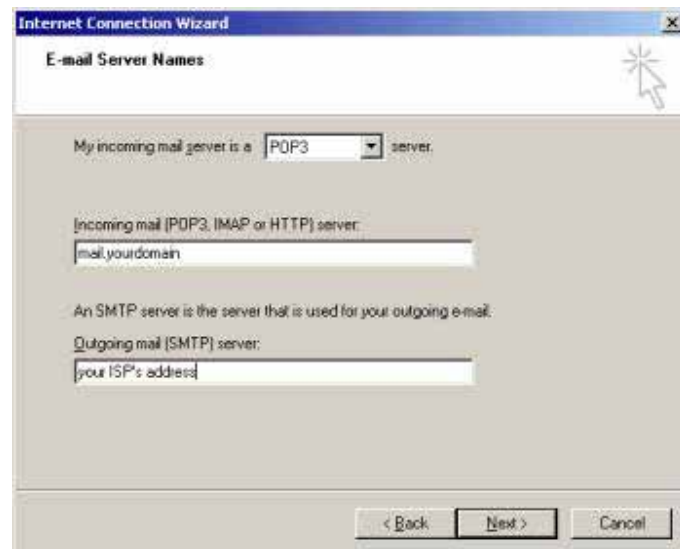 Internet Connection Wizard
E-mail Server Names
My incoming mail server is a POP3 server.
Incoming mail (POP3, IMAP or HTTP) server:
mail.yourdomain
An SMTP server is the server that is used for your outgoing e-mail.
Outgoing mail (SMTP) server:
your ISP's address
< Back Next > Cancel